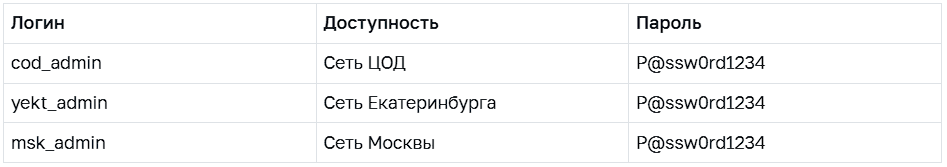 Логин Доступность Пароль
cod_admin Сеть ЦОД P@ssw0rd1234
yekt_admin Сеть Екатеринбурга P@ssw0rd1234
msk_admin Сеть Москвы P@ssw0rd1234